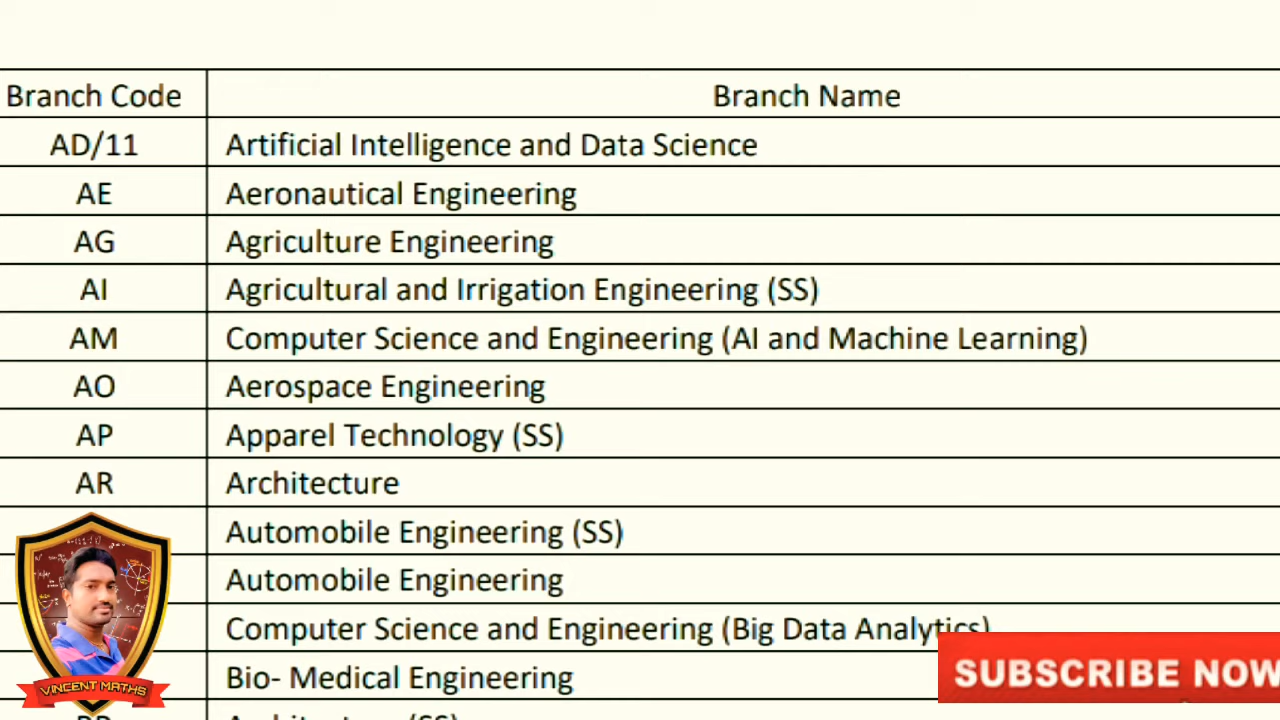 Branch Code Branch Name
AD/11 Artificial Intelligence and Data Science
AE Aeronautical Engineering
AG Agriculture Engineering
AI Agricultural and Irrigation Engineering (SS)
AM Computer Science and Engineering (AI and Machine Learning)
AO Aerospace Engineering
AP Apparel Technology (SS)
AR Architecture
Automobile Engineering (SS)
Automobile Engineering
Computer Science and Engineering (Big Data Analytics)
Bio- Medical Engineering
Architecture (SS)
VINCENT MATHS
SUBSCRIBE NOW